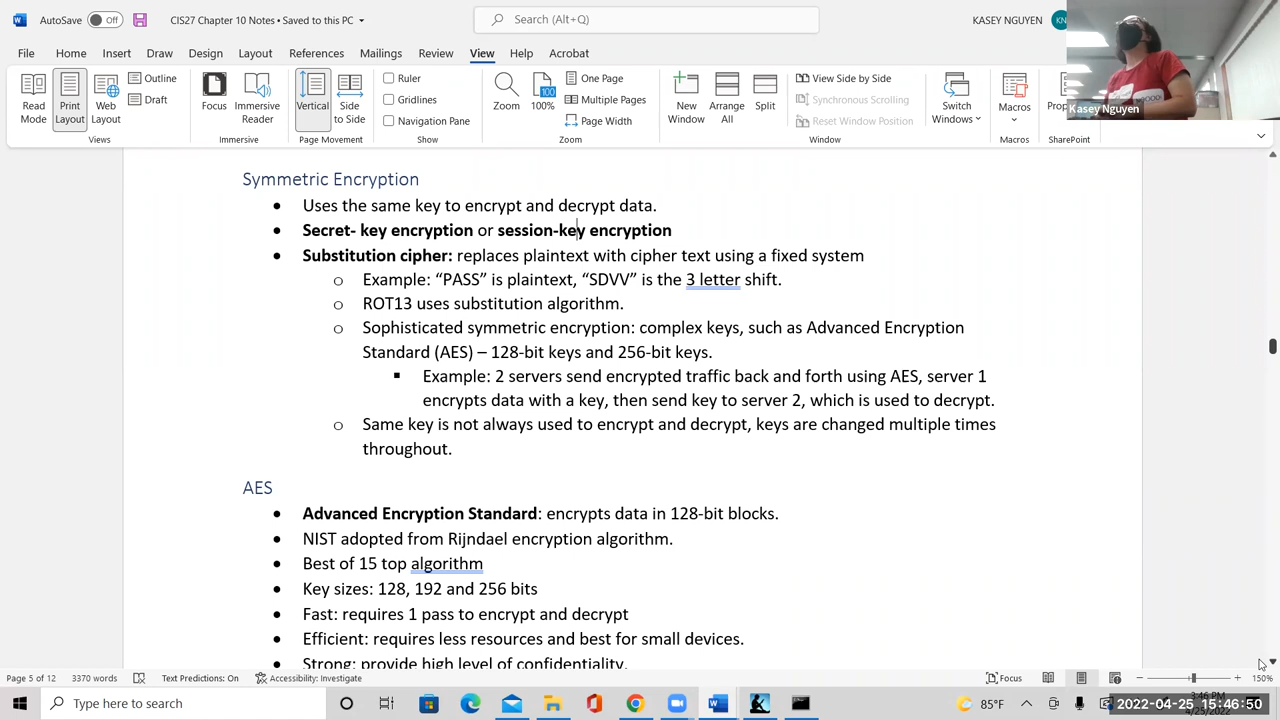 AutoSave Off CIS27 Chapter 10 Notes • Saved to this PC Search (Alt+Q) KASEY NGUYEN KN
File Home Insert Draw Design Layout References Mailings Review View Help Acrobat
Read Mode Print Layout Web Layout Outline Draft Focus Immersive Reader Vertical Side to Side Ruler Gridlines Navigation Pane Zoom 100 100% One Page Multiple Pages Page Width New Window Arrange All Split View Side by Side Synchronous Scrolling Reset Window Position Switch Windows Macros
Kasey Nguyen
Views Immersive Page Movement Show Zoom Window Macros SharePoint
Symmetric Encryption
• Uses the same key to encrypt and decrypt data.
• Secret- key encryption or session-key encryption
• Substitution cipher: replaces plaintext with cipher text using a fixed system
o Example: “PASS” is plaintext, “SDVV” is the 3 letter shift.
o ROT13 uses substitution algorithm.
o Sophisticated symmetric encryption: complex keys, such as Advanced Encryption
Standard (AES) – 128-bit keys and 256-bit keys.
▪ Example: 2 servers send encrypted traffic back and forth using AES, server 1
encrypts data with a key, then send key to server 2, which is used to decrypt.
o Same key is not always used to encrypt and decrypt, keys are changed multiple times
throughout.
AES
• Advanced Encryption Standard: encrypts data in 128-bit blocks.
• NIST adopted from Rijndael encryption algorithm.
• Best of 15 top algorithm
• Key sizes: 128, 192 and 256 bits
• Fast: requires 1 pass to encrypt and decrypt
• Efficient: requires less resources and best for small devices.
• Strong: provide high level of confidentiality.
Page 5 of 12 3370 words Text Predictions: On Accessibility: Investigate Focus 150%
Type here to search 85°F 3:46 PM
2022-04-25 15:46:50